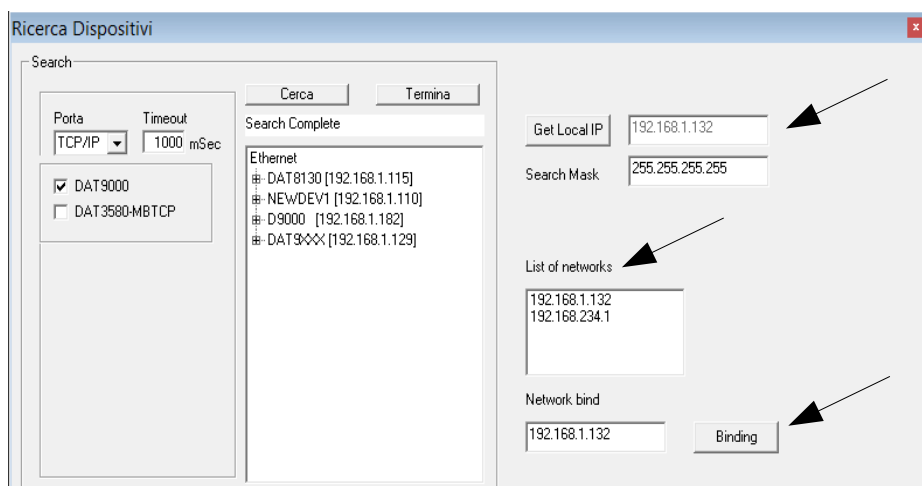 Ricerca Dispositivi
x
Search
Cerca
Termina
Porta
Timeout
TCP/IP
1000 mSec
Search Complete
DAT9000
DAT3580-MBTCP
Ethernet
DAT8130 [192.168.1.115]
NEWDEV1 [192.168.1.110]
D9000 [192.168.1.182]
DAT9XXX [192.168.1.129]
Get Local IP
192.168.1.132
Search Mask
255.255.255.255
List of networks
192.168.1.132
192.168.234.1
Network bind
192.168.1.132
Binding